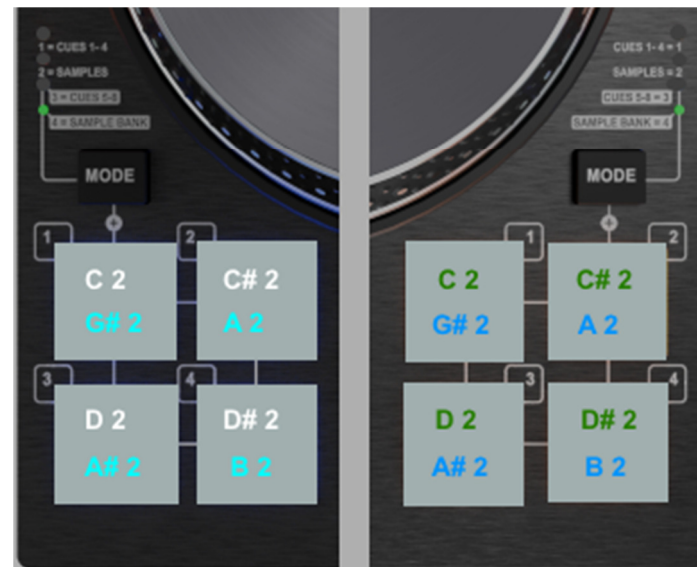 1 = CUES 1-4
2 = SAMPLES
3 = CUES 5-8
4 = SAMPLE BANK
MODE
1
2
C 2
G# 2
C# 2
A 2
3
4
D 2
A# 2
D# 2
B 2
CUES 1-4 = 1
SAMPLES = 2
CUES 5-8 = 3
SAMPLE BANK = 4
MODE
1
2
C 2
G# 2
C# 2
A 2
3
4
D 2
A# 2
D# 2
B 2